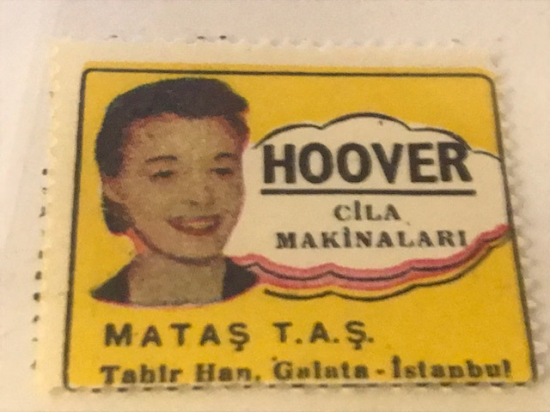 HOOVER
CİLA
MAKİNALARI
MATAŞ T.A.Ş.
Tahir Han. Galata - İstanbul